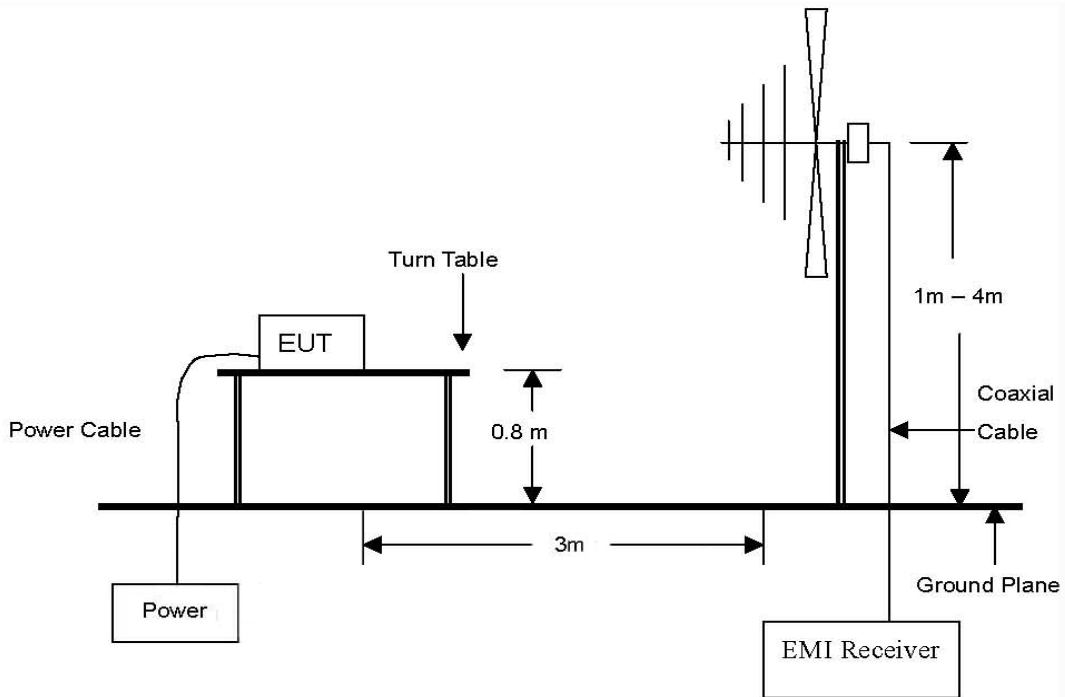 Turn Table
EUT
1m – 4m
Coaxial
Cable
Power Cable
0.8 m
3m
Ground Plane
Power
EMI Receiver